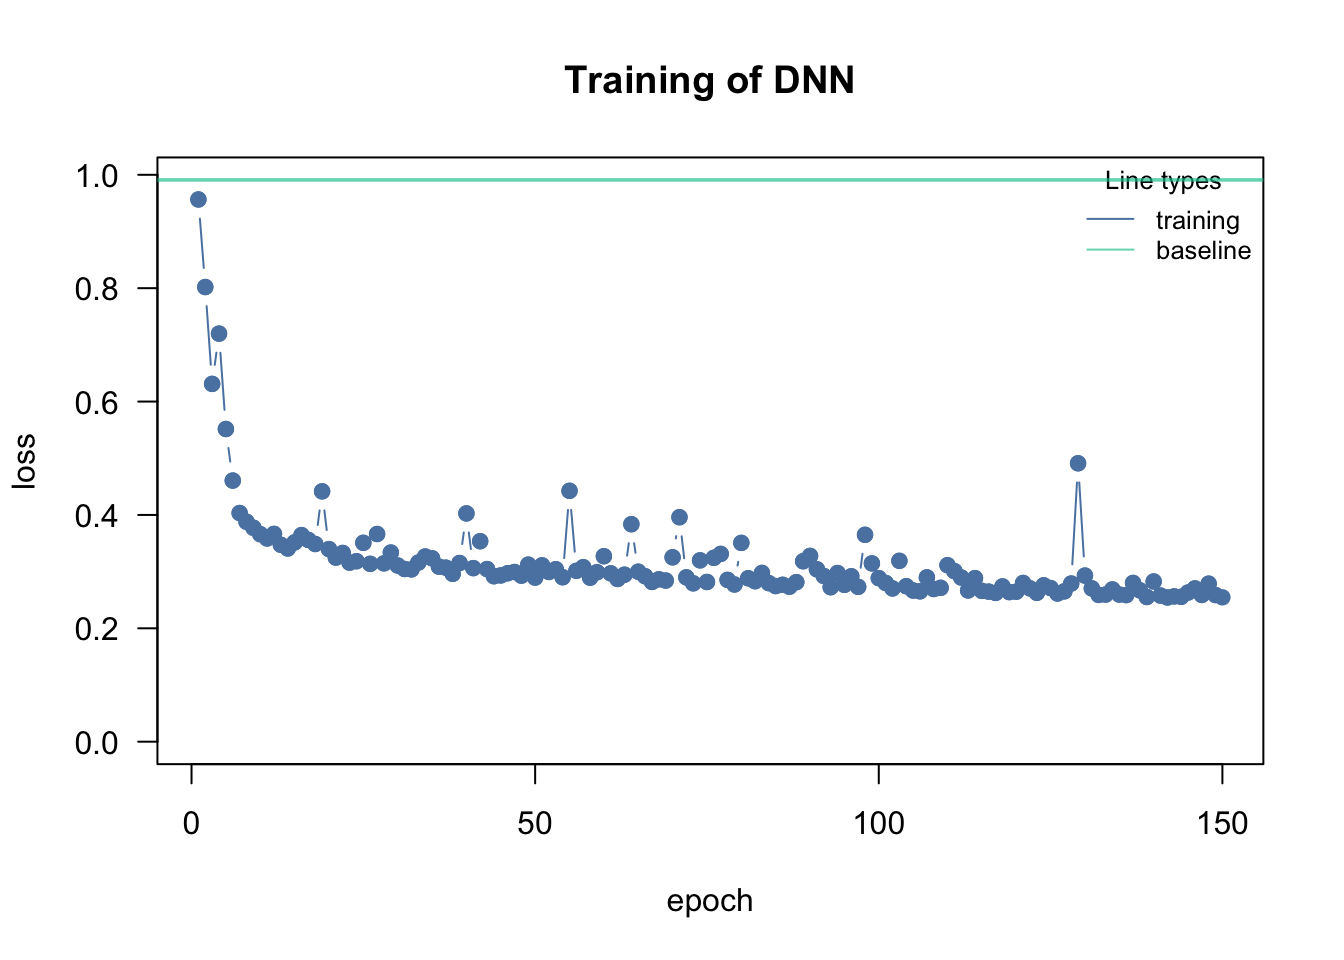 Training of DNN
1.0
0.8
0.6
0.4
0.2
0.0
loss
Line types
training
baseline
0 50 100 150
epoch